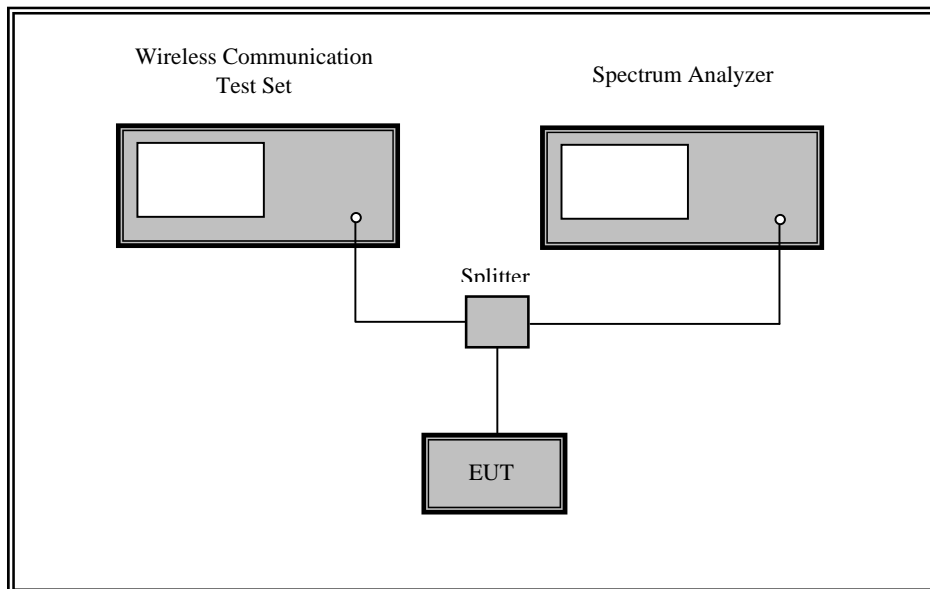 Wireless Communication
Test Set
Spectrum Analyzer
Splitter
EUT